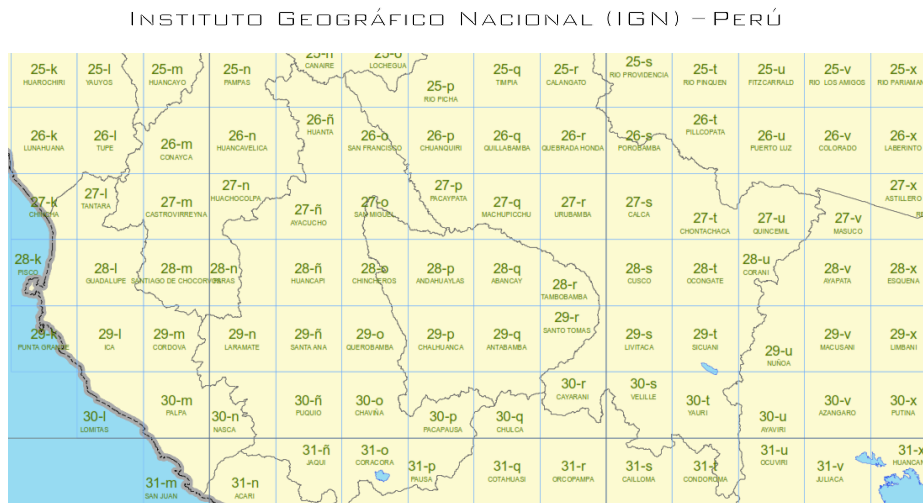 INSTITUTO GEOGRÁFICO NACIONAL (IGN) – PERÚ
25-k 25-l 25-m 25-n 25-ñ 25-o 25-p 25-q 25-r 25-s 25-t 25-u 25-v 25-x
HUAROCHIRI YAUYOS HUANCAYO PAMPAS CANAIRE LOCHEGUA RIO PICHA TIMPIA CALANGATO RIO PROVIDENCIA RIO PINQUEN FITZCARRALD RIO LOS AMIGOS RIO PARIAMAN
26-k 26-l 26-m 26-n 26-ñ 26-o 26-p 26-q 26-r 26-s 26-t 26-u 26-v 26-x
LUNAHUANA TUPE CONAYCA HUANCAVELICA HUANTA SAN FRANCISCO CHUANQUIRI QUILLABAMBA QUEBRADA HONDA POROBAMBA PILLCOPATA PUERTO LUZ COLORADO LABERINTO
27-k 27-l 27-m 27-n 27-ñ 27-o 27-p 27-q 27-r 27-s 27-t 27-u 27-v 27-x
CHINCHA TANTARA CASTROVIRREYNA HUACHOCOLPA AYACUCHO SAN MIGUEL PACAYPATA MACHUPICCHU URUBAMBA CALCA CHONTACHACA QUINCEMIL MASUCO ASTILLERO
28-k 28-l 28-m 28-n 28-ñ 28-o 28-p 28-q 28-r 28-s 28-t 28-u 28-v 28-x
PISCO GUADALUPE SANTIAGO DE CHOCORVOS PARAS HUANCAPI CHINCHEROS ANDAHUAYLAS ABANCAY TAMBOBAMBA CUSCO OCONGATE CORANI AYAPATA ESQUENA
29-k 29-l 29-m 29-n 29-ñ 29-o 29-p 29-q 29-r 29-s 29-t 29-u 29-v 29-x
PUNTA GRANDE ICA CORDOVA LARAMATE SANTA ANA QUEROBAMBA CHALHUANCA ANTABAMBA SANTO TOMAS LIVITACA SICUANI NUÑOA MACUSANI LIMBANI
30-l 30-m 30-n 30-ñ 30-o 30-p 30-q 30-r 30-s 30-t 30-u 30-v 30-x
LOMITAS PALPA NASCA PUQUIO CHAVIÑA PACAPAUSA CHULCA CAYARANI VELILLE YAURI AYAVIRI AZANGARO PUTINA
31-m 31-n 31-ñ 31-o 31-p 31-q 31-r 31-s 31-t 31-u 31-v 31-x
SAN JUAN ACARI JAQUI CORACORA PAUSA COTAHUASI ORCOPAMPA CAILLOMA CONDOROMA OCUVIRI JULIACA HUANCAN